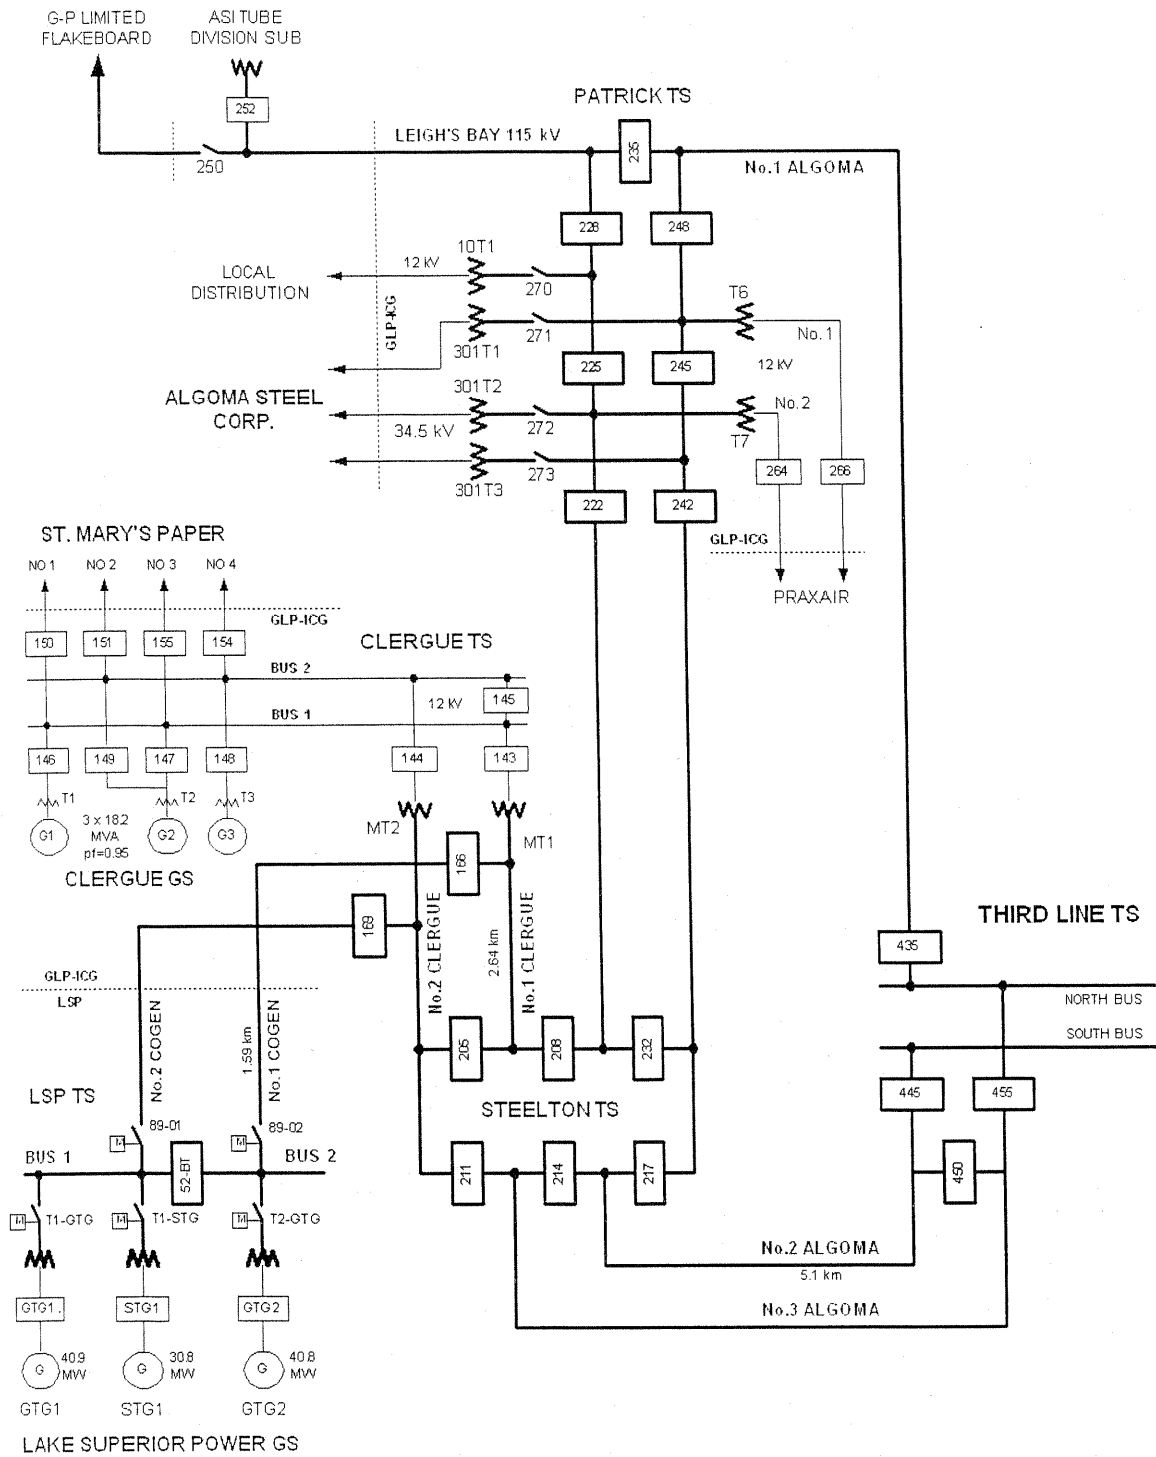 G-P LIMITED
FLAKEBOARD
ASI TUBE
DIVISION SUB
252
250
PATRICK TS
LEIGH'S BAY 115 kV
235
No.1 ALGOMA
228
248
10T1
12 kV
LOCAL
DISTRIBUTION
270
GLP-ICG
T6
No.1
301T1
271
225
245
12 kV
ALGOMA STEEL
CORP.
301T2
34.5 kV
272
No.2
T7
301T3
273
264
266
222
242
GLP-ICG
PRAXAIR
ST. MARY'S PAPER
NO 1
NO 2
NO 3
NO 4
GLP-ICG
150
151
155
154
CLERGUE TS
BUS 2
12 kV
145
BUS 1
146
149
147
148
144
143
T1
T2
T3
3 x 18.2
MVA
pf=0.95
G1
G2
G3
CLERGUE GS
MT2
MT1
166
169
No.2 CLERGUE
2.64 km
No.1 CLERGUE
THIRD LINE TS
435
NORTH BUS
SOUTH BUS
GLP-ICG
LSP
No.2 COGEN
1.59 km
No.1 COGEN
205
208
232
445
455
LSP TS
STEELTON TS
89-01
89-02
M
M
BUS 1
52-BT
BUS 2
211
214
217
450
M
T1-GTG
M
T1-STG
M
T2-GTG
No.2 ALGOMA
5.1 km
No.3 ALGOMA
GTG1
STG1
GTG2
G
40.9
MW
G
30.8
MW
G
40.8
MW
GTG1
STG1
GTG2
LAKE SUPERIOR POWER GS